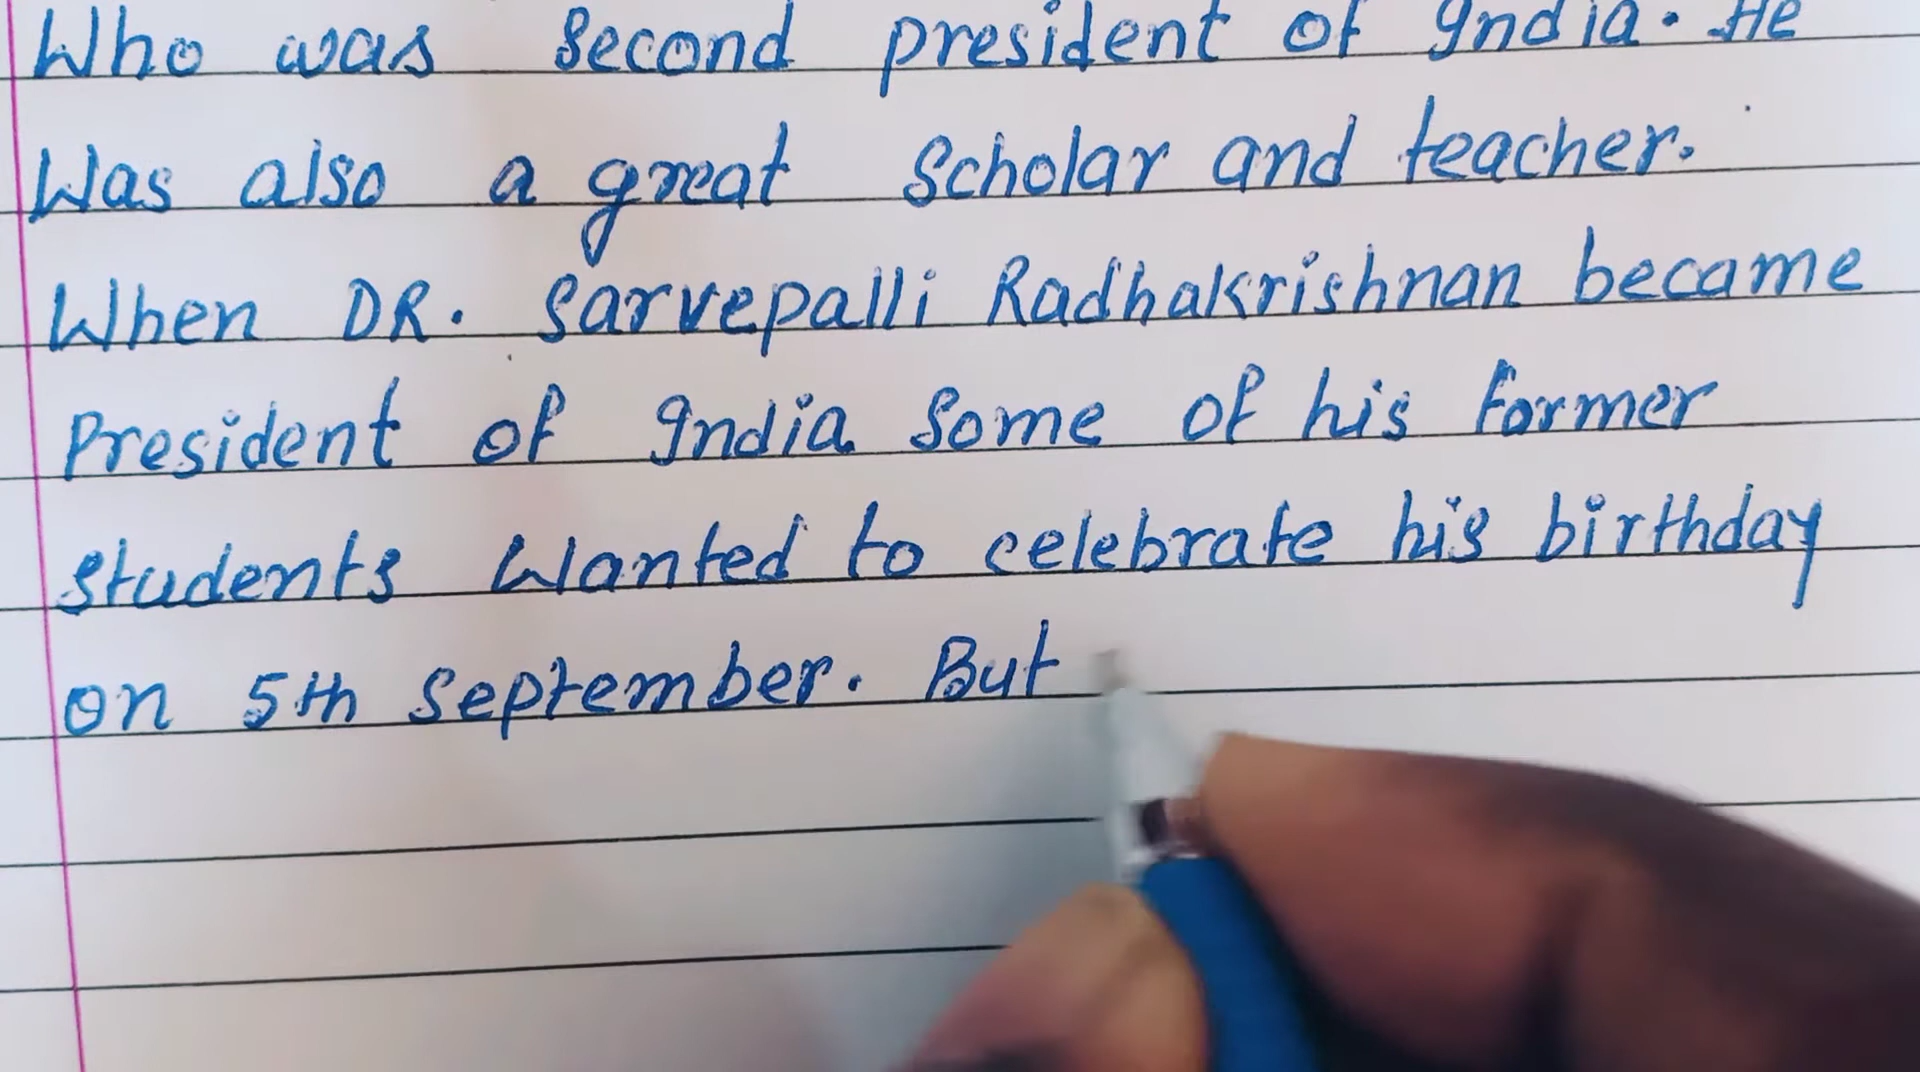 Who was second president of India. He
Was also a great scholar and teacher.
When DR. Sarvepalli Radhakrishnan became
President of India some of his former
students wanted to celebrate his birthday
on 5th september. But